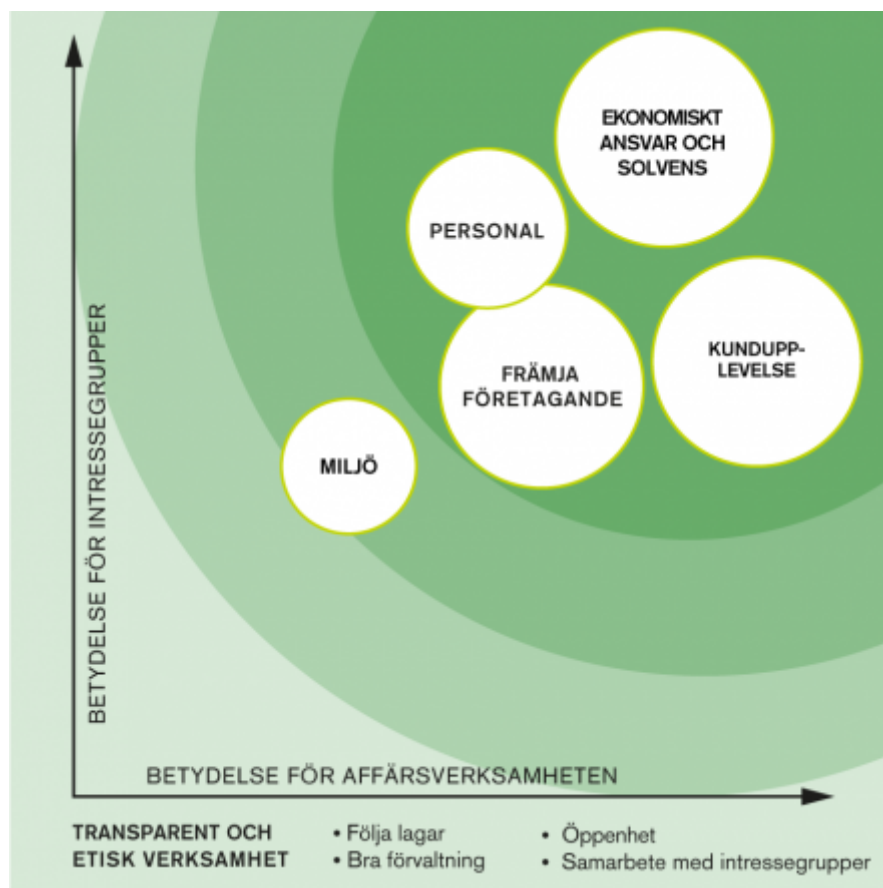 EKONOMISKT
ANSVAR OCH
SOLVENS
PERSONAL
KUNDUPP-
LEVELSE
FRÄMJA
FÖRETAGANDE
MILJÖ
BETYDELSE FÖR INTRESSEGRUPPER
BETYDELSE FÖR AFFÄRSVERKSAMHETEN
TRANSPARENT OCH
ETISK VERKSAMHET
• Följa lagar
• Bra förvaltning
• Öppenhet
• Samarbete med intressegrupper